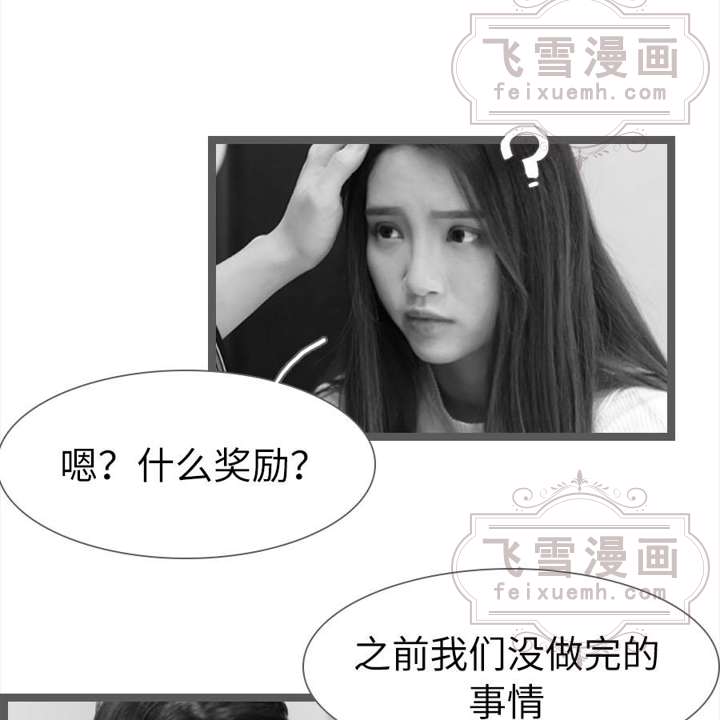 飞雪漫画
feixuemh.com
?
嗯？什么奖励？
飞雪漫画
feixuemh.com
之前我们没做完的
事情